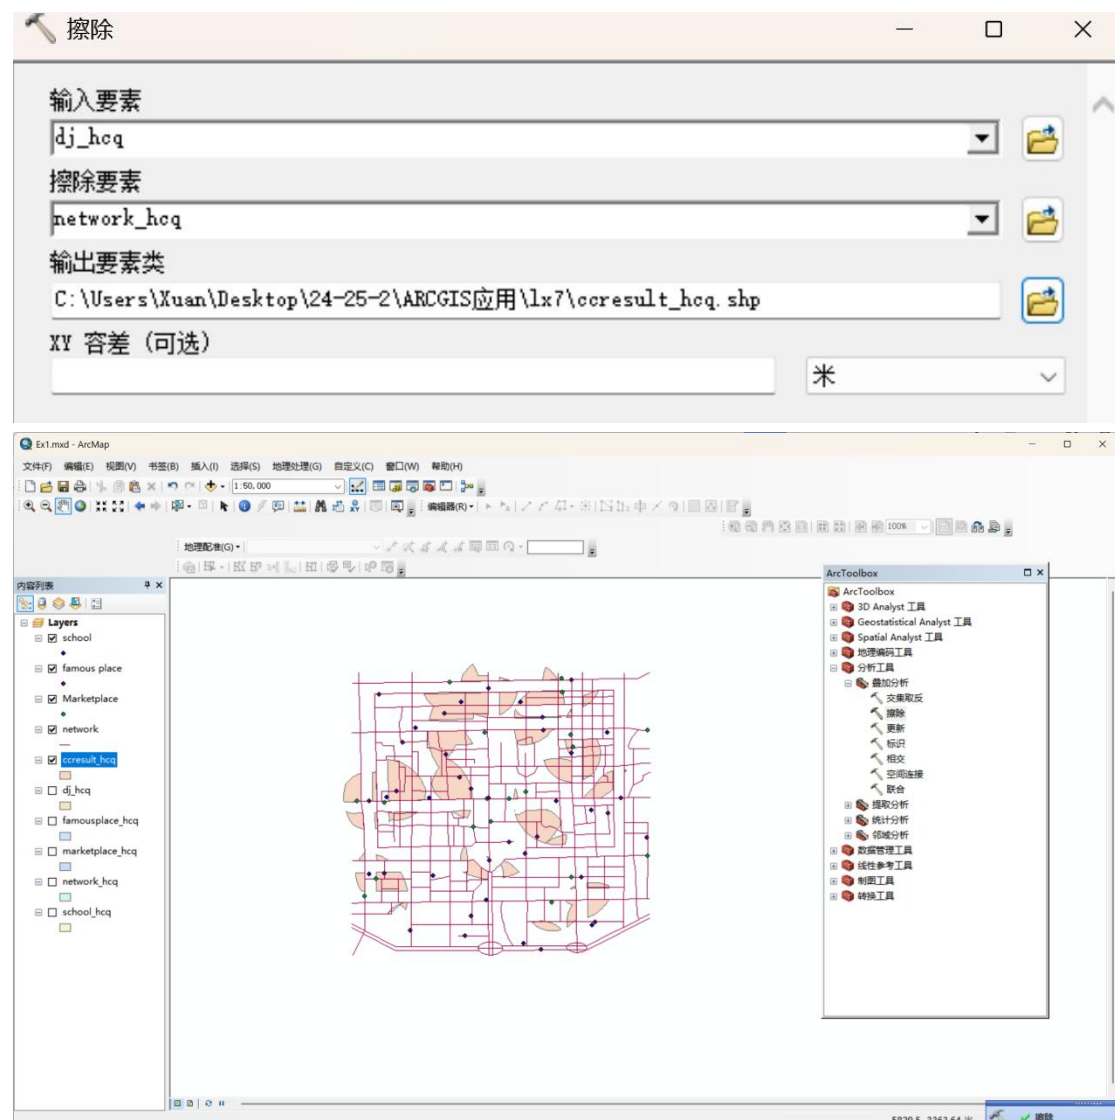 擦除
输入要素
dj_hcq
擦除要素
network_hcq
输出要素类
C:\Users\Xuan\Desktop\24-25-2\ARCGIS应用\lx7\ccresult_hcq.shp
XY 容差 (可选)
米
Ex1.mxd - ArcMap
文件(F) 编辑(E) 视图(V) 书签(B) 插入(I) 选择(S) 地理处理(G) 自定义(C) 窗口(W) 帮助(H)
1:50,000
编辑器(R)
100%
地理配准(G)
内容列表
Layers
school
famous place
Marketplace
network
ccresult_hcq
dj_hcq
famousplace_hcq
marketplace_hcq
network_hcq
school_hcq
ArcToolbox
ArcToolbox
3D Analyst 工具
Geostatistical Analyst 工具
Spatial Analyst 工具
地理编码工具
分析工具
叠加分析
交集取反
擦除
更新
标识
相交
空间连接
联合
提取分析
统计分析
邻域分析
数据管理工具
线性参考工具
制图工具
转换工具
擦除